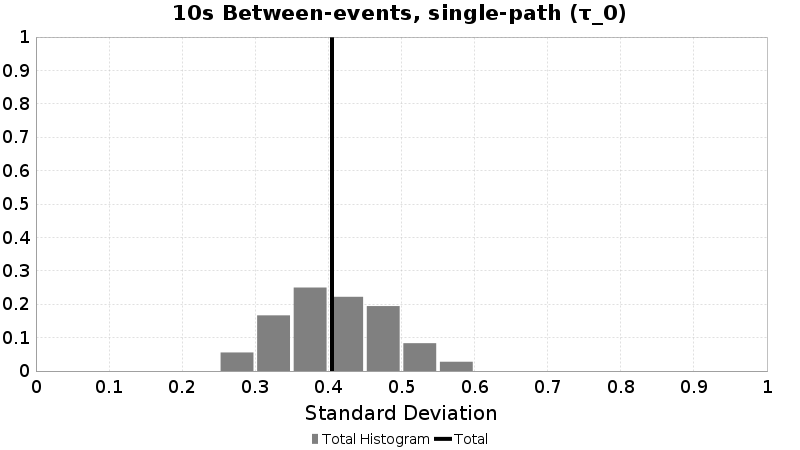 10s Between-events, single-path (τ_0)
1
0.9
0.8
0.7
0.6
0.5
0.4
0.3
0.2
0.1
0
0 0.1 0.2 0.3 0.4 0.5 0.6 0.7 0.8 0.9 1
Standard Deviation
Total Histogram Total